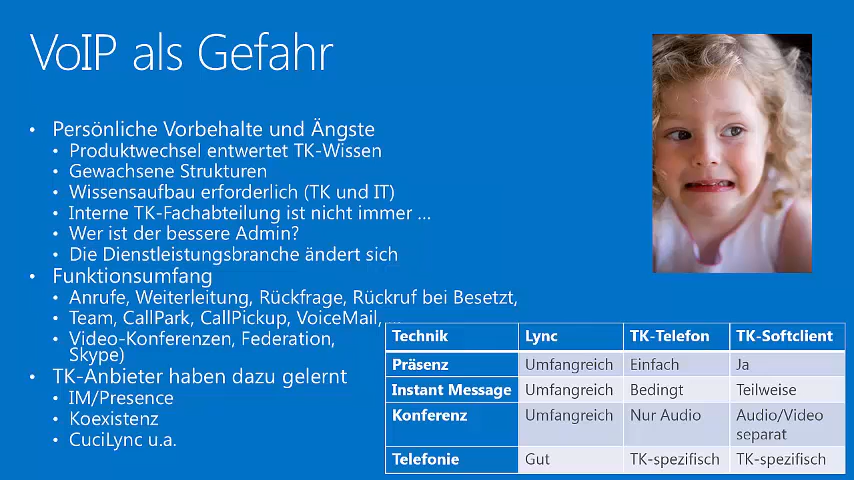 VoIP als Gefahr
• Persönliche Vorbehalte und Ängste
• Produktwechsel entwertet TK-Wissen
• Gewachsene Strukturen
• Wissensaufbau erforderlich (TK und IT)
• Interne TK-Fachabteilung ist nicht immer ...
• Wer ist der bessere Admin?
• Die Dienstleistungsbranche ändert sich
• Funktionsumfang
• Anrufe, Weiterleitung, Rückfrage, Rückruf bei Besetzt,
• Team, CallPark, CallPickup, VoiceMail, ...
• Video-Konferenzen, Federation,
Skype)
• TK-Anbieter haben dazu gelernt
• IM/Presence
• Koexistenz
• CuciLync u.a.
Technik Lync TK-Telefon TK-Softclient
Präsenz Umfangreich Einfach Ja
Instant Message Umfangreich Bedingt Teilweise
Konferenz Umfangreich Nur Audio Audio/Video
separat
Telefonie Gut TK-spezifisch TK-spezifisch